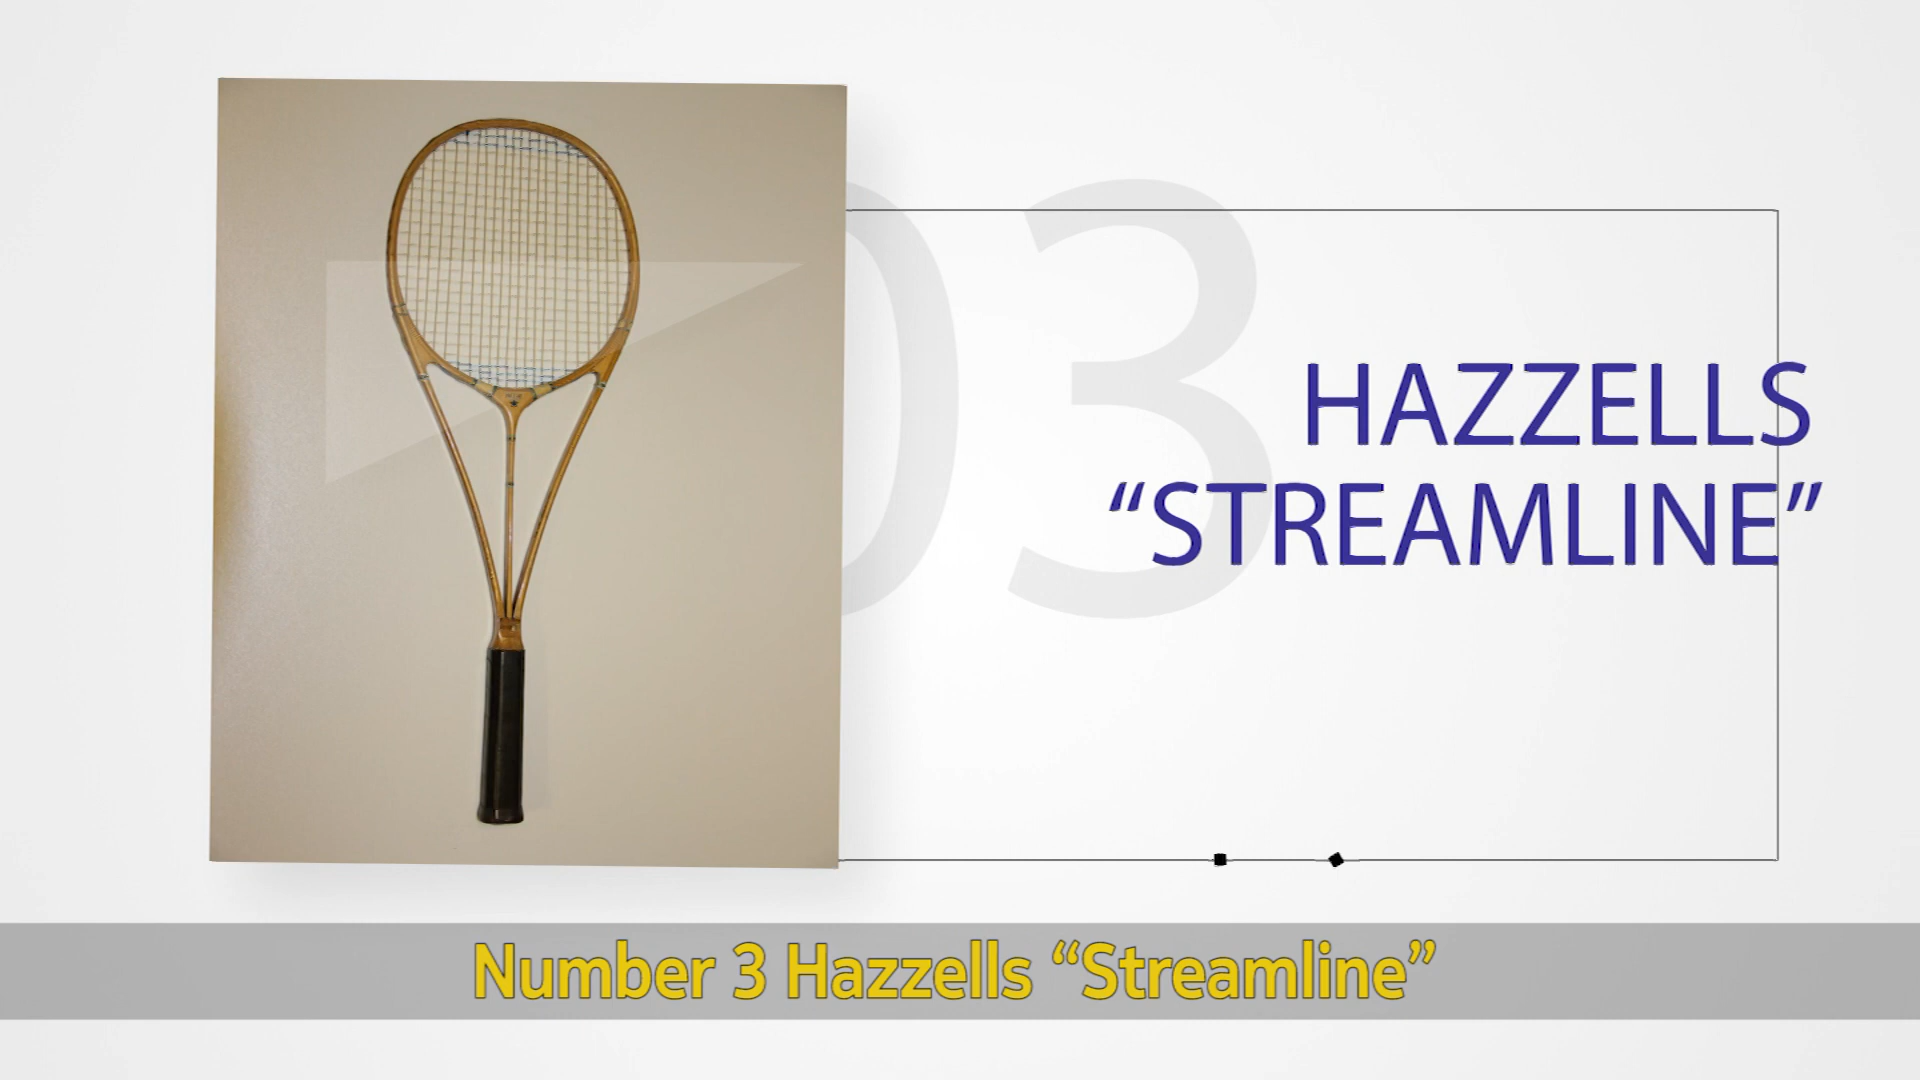 03
HAZZELLS
“STREAMLINE”
Number 3 Hazzells “Streamline”